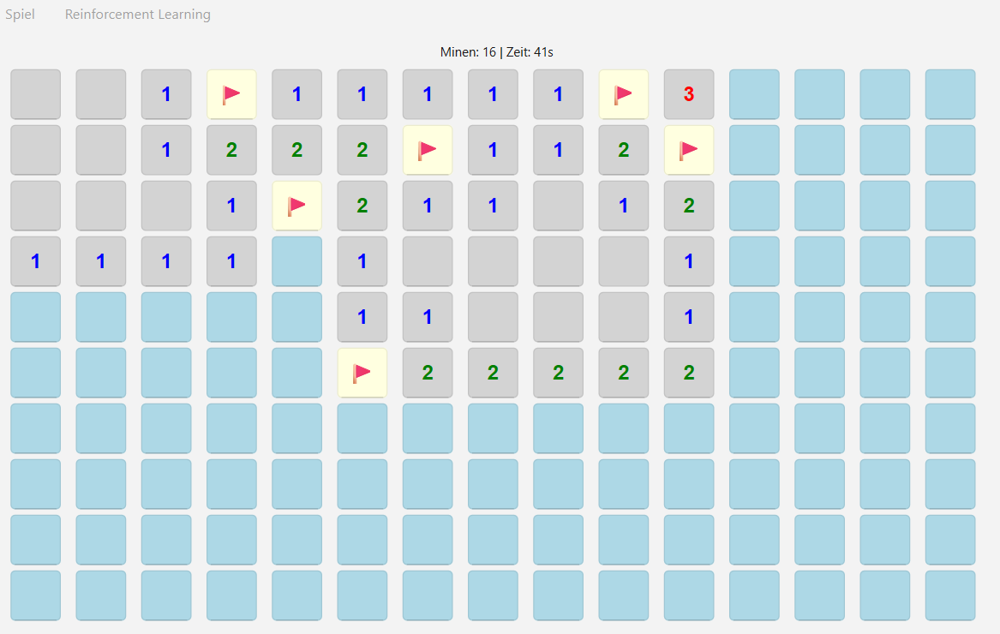 Spiel Reinforcement Learning
Minen: 16 | Zeit: 41s
1 1 1 1 1 1 3
1 2 2 2 1 1 2
1 2 1 1 1 2
1 1 1 1 1 1
1 1 1
2 2 2 2 2